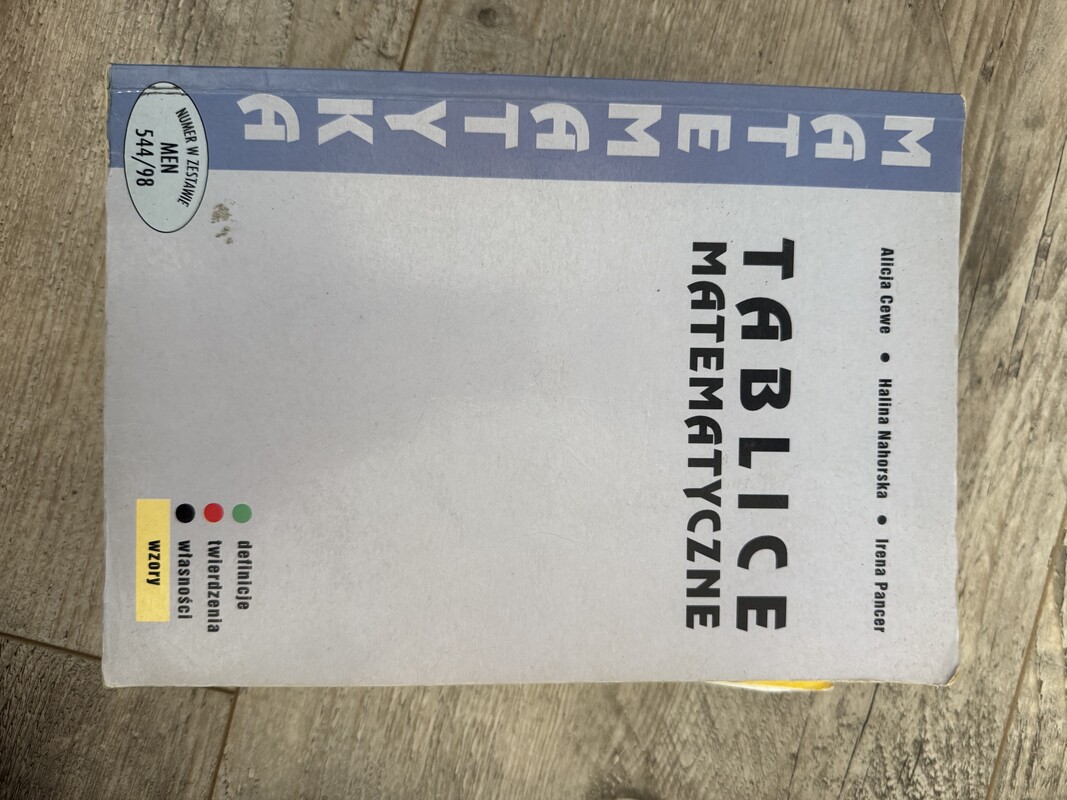 MATEMATYKA
Alicja Cewe • Halina Nahorska • Irena Pancer
TABLICE
MATEMATYCZNE
definicje
twierdzenia
własności
wzory
NUMER W ZESTAWIE
MEN
544/98